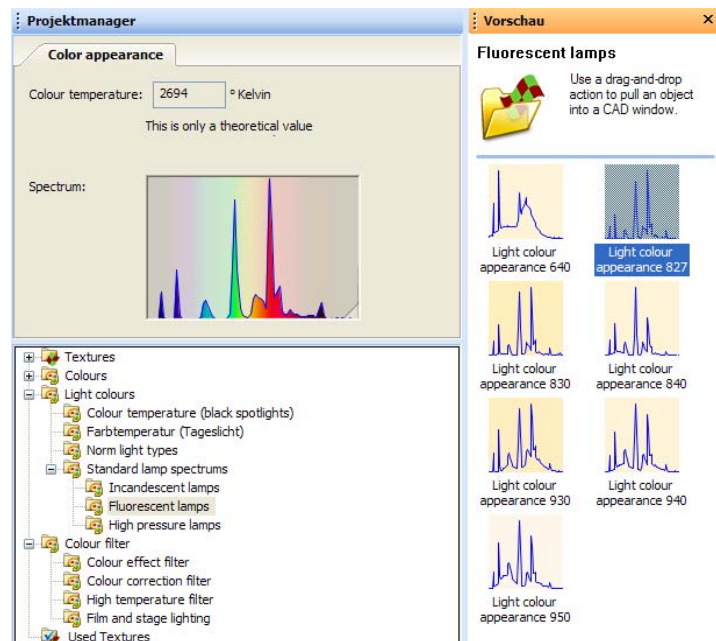 Projektmanager
Color appearance
Colour temperature: 2694 ° Kelvin
This is only a theoretical value
Spectrum:
Textures
Colours
Light colours
Colour temperature (black spotlights)
Farbtemperatur (Tageslicht)
Norm light types
Standard lamp spectrums
Incandescent lamps
Fluorescent lamps
High pressure lamps
Colour filter
Colour effect filter
Colour correction filter
High temperature filter
Film and stage lighting
Used Textures
Vorschau
Fluorescent lamps
Use a drag-and-drop
action to pull an object
into a CAD window.
Light colour
appearance 640
Light colour
appearance 827
Light colour
appearance 830
Light colour
appearance 840
Light colour
appearance 930
Light colour
appearance 940
Light colour
appearance 950